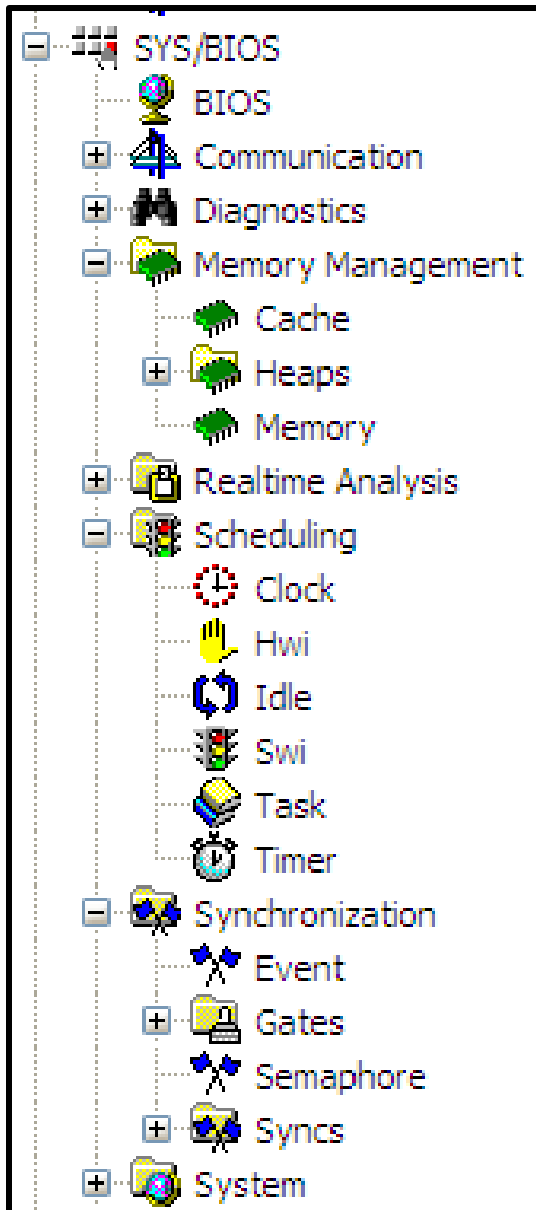 SYS/BIOS
BIOS
Communication
Diagnostics
Memory Management
Cache
Heaps
Memory
Realtime Analysis
Scheduling
Clock
Hwi
Idle
Swi
Task
Timer
Synchronization
Event
Gates
Semaphore
Syncs
System